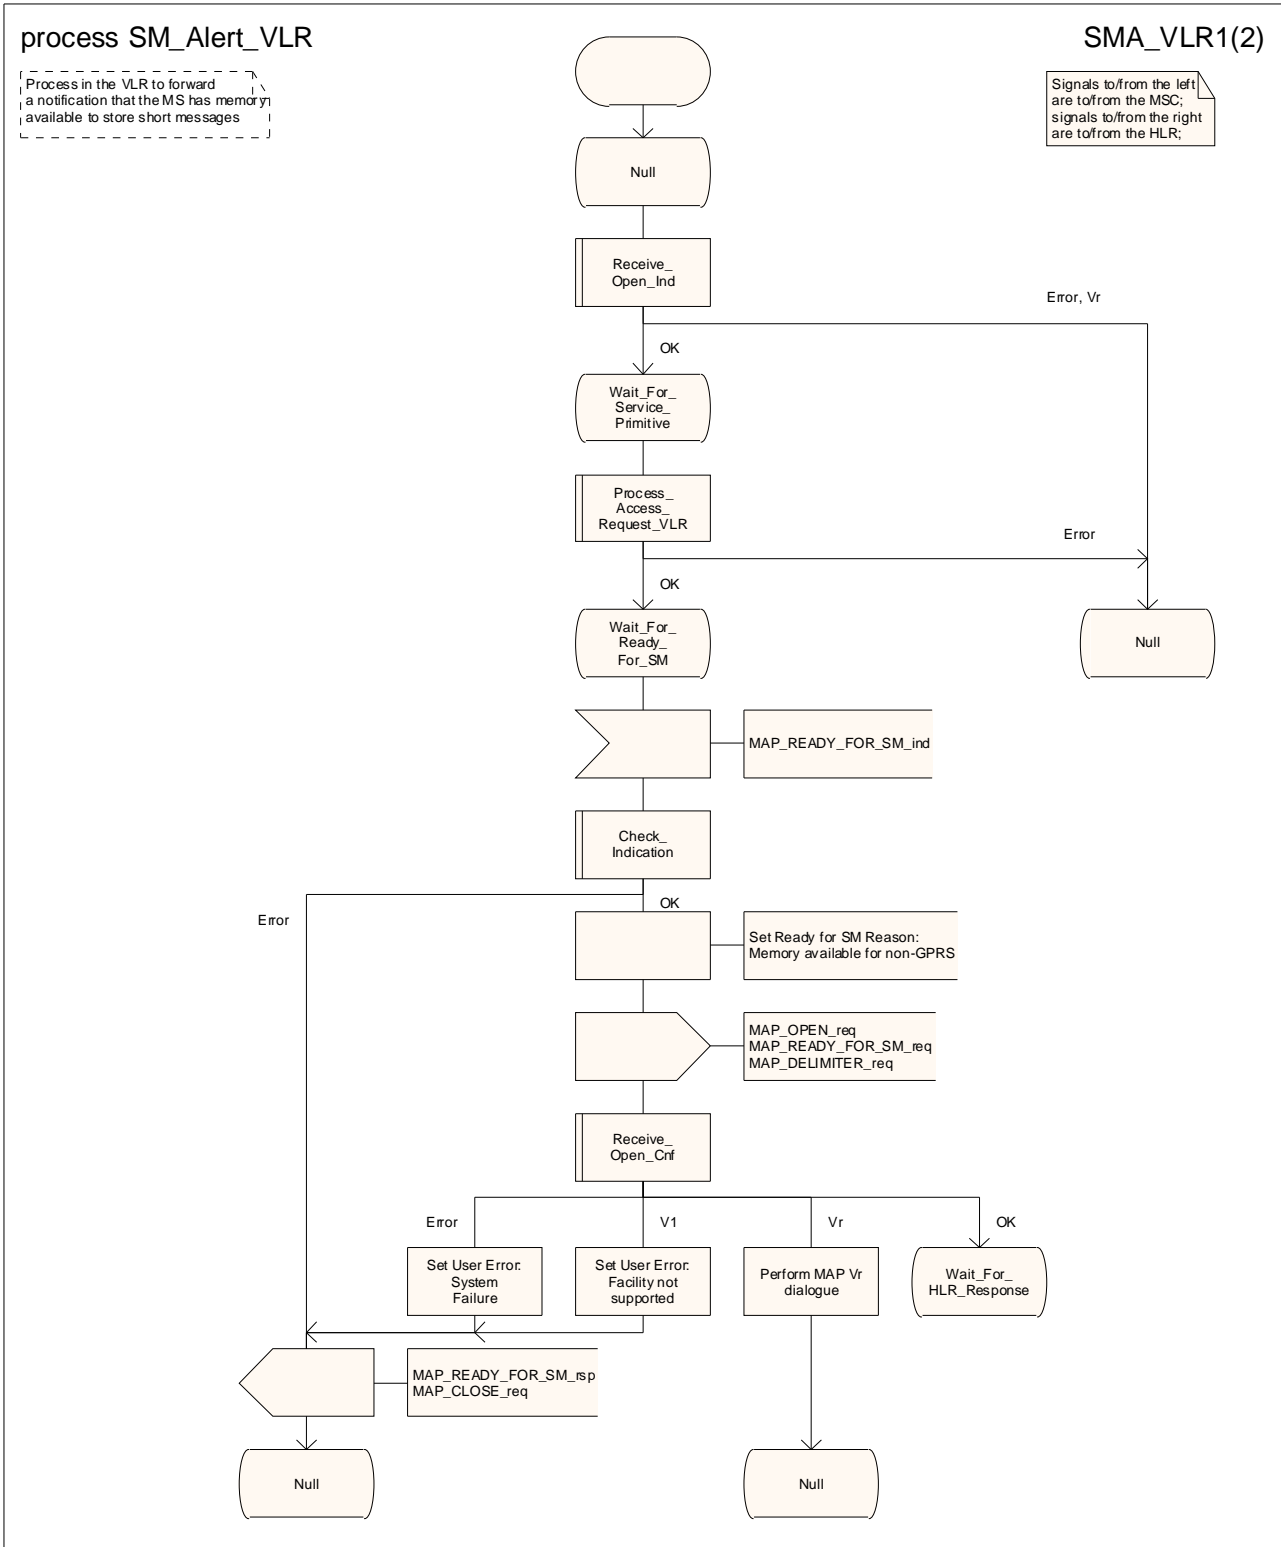 process SM_Alert_VLR
SMA_VLR1(2)
Process in the VLR to forward
a notification that the MS has memory
available to store short messages
Signals to/from the left
are to/from the MSC;
signals to/from the right
are to/from the HLR;
Null
Receive_
Open_Ind
Error, Vr
OK
Wait_For_
Service_
Primitive
Process_
Access_
Request_VLR
Error
OK
Wait_For_
Ready_
For_SM
Null
MAP_READY_FOR_SM_ind
Check_
Indication
Error
OK
Set Ready for SM Reason:
Memory available for non-GPRS
MAP_OPEN_req
MAP_READY_FOR_SM_req
MAP_DELIMITER_req
Receive_
Open_Cnf
Error
V1
Vr
OK
Set User Error:
System
Failure
Set User Error:
Facility not
supported
Perform MAP Vr
dialogue
Wait_For_
HLR_Response
MAP_READY_FOR_SM_rsp
MAP_CLOSE_req
Null
Null